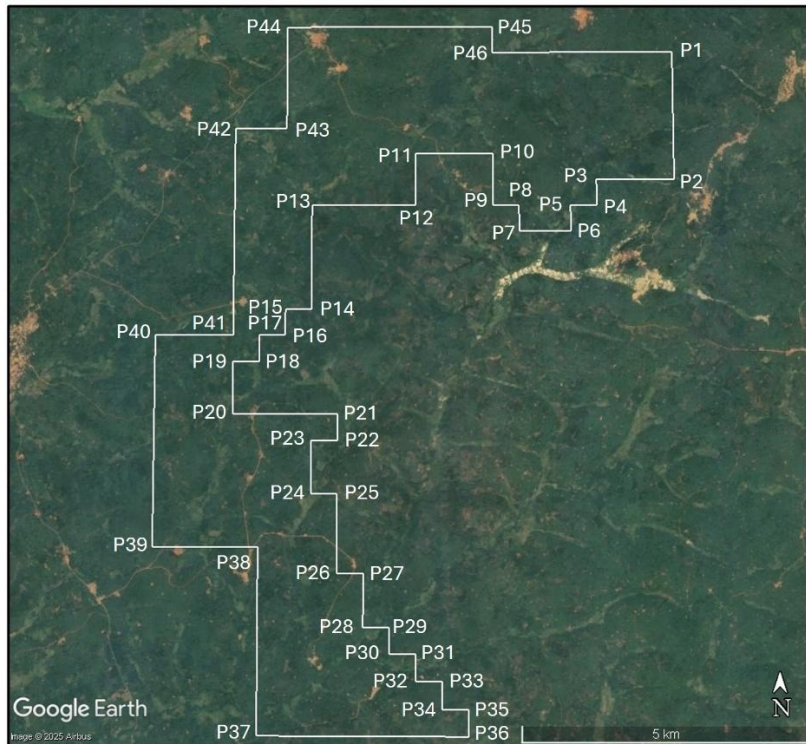 P44 P45
P46 P1
P42 P43
P11 P10
P3 P2
P13 P12 P9 P8 P5 P4
P7 P6
P15 P14
P40 P41 P17 P16
P19 P18
P20 P21
P23 P22
P24 P25
P39 P38
P26 P27
P28 P29
P30 P31
P32 P33
P34 P35
P37 P36
Google Earth
N
Image © 2025 Airbus
5 km